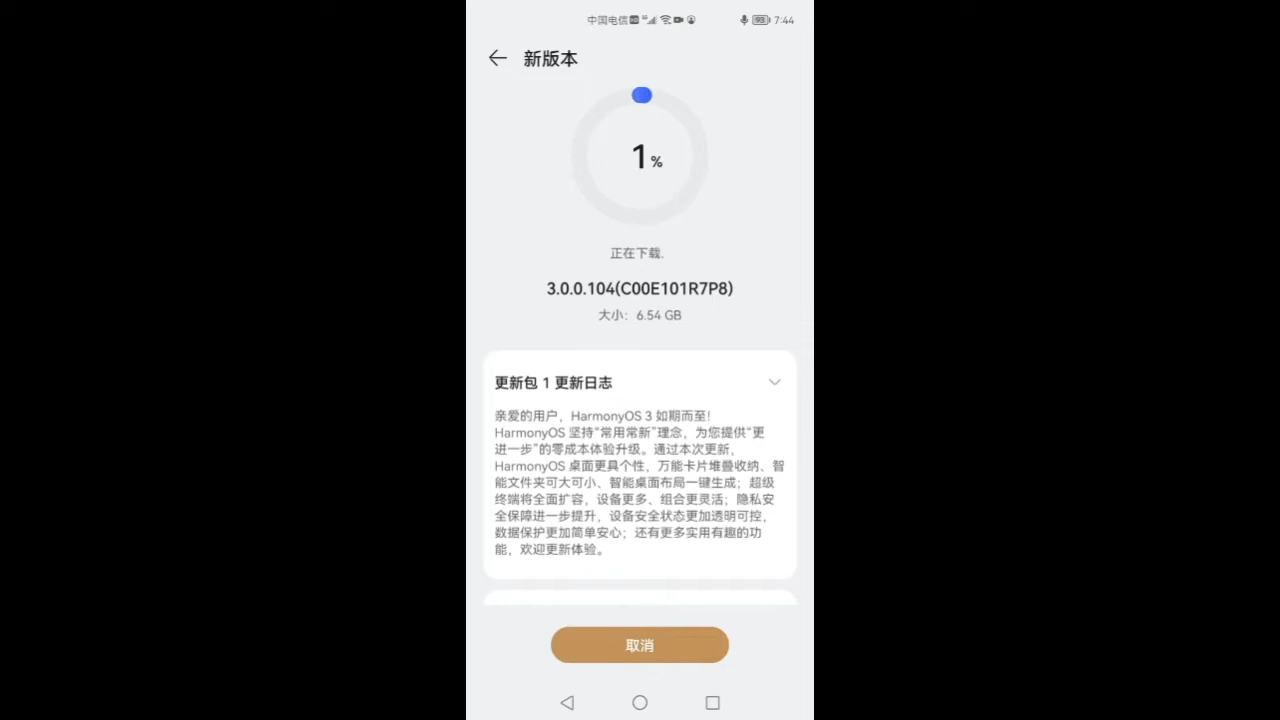 中国电信 7:44
新版本
1%
正在下载.
3.0.0.104(C00E101R7P8)
大小: 6.54 GB
更新包 1 更新日志
亲爱的用户，HarmonyOS 3 如期而至!
HarmonyOS 坚持“常用常新”理念，为您提供“更
进一步”的零成本体验升级。通过本次更新，
HarmonyOS 桌面更具个性，万能卡片堆叠收纳、智
能文件夹可大可小、智能桌面布局一键生成；超级
终端将全面扩容，设备更多、组合更灵活；隐私安
全保障进一步提升，设备安全状态更加透明可控，
数据保护更加简单安心；还有更多实用有趣的功
能，欢迎更新体验。
取消